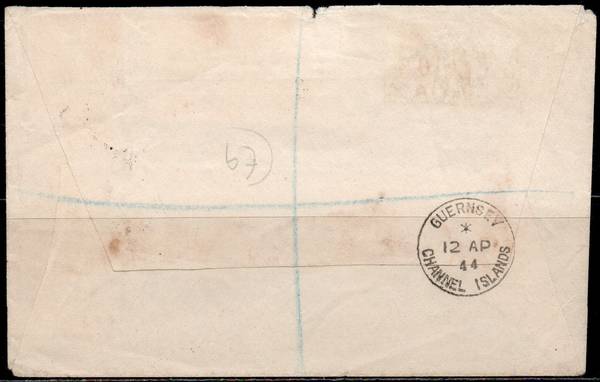 67
GUERNSEY
*
12 AP
44
CHANNEL ISLANDS